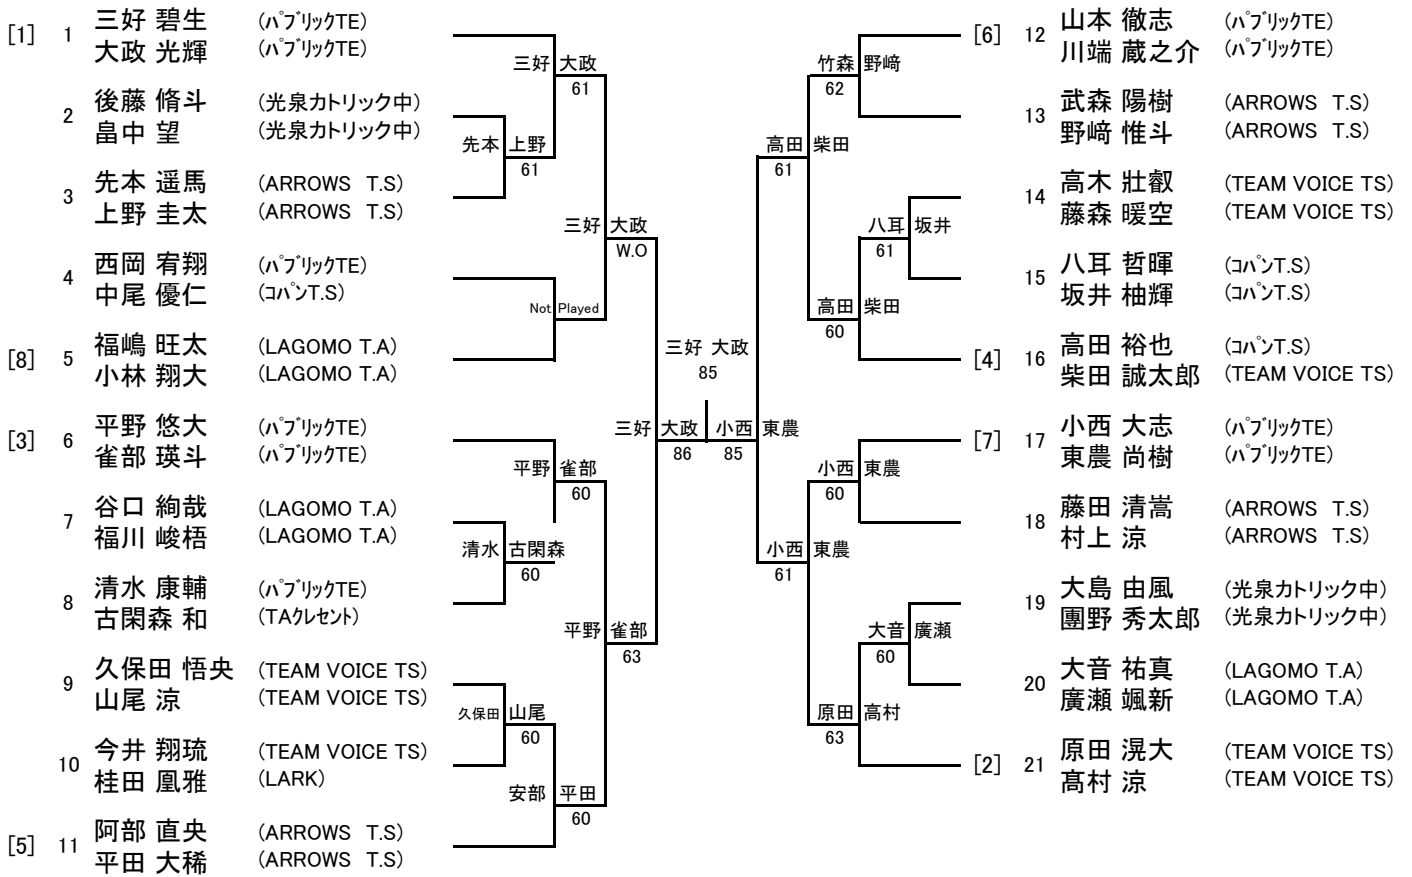 [1] 1 三好 碧生 (ﾊﾟﾌﾞﾘｯｸTE)
大政 光輝 (ﾊﾟﾌﾞﾘｯｸTE)
2 後藤 脩斗 (光泉カトリック中)
畠中 望 (光泉カトリック中)
3 先本 遥馬 (ARROWS T.S)
上野 圭太 (ARROWS T.S)
4 西岡 宥翔 (ﾊﾟﾌﾞﾘｯｸTE)
中尾 優仁 (ｺﾊﾟﾝT.S)
[8] 5 福嶋 旺太 (LAGOMO T.A)
小林 翔大 (LAGOMO T.A)
[3] 6 平野 悠大 (ﾊﾟﾌﾞﾘｯｸTE)
雀部 瑛斗 (ﾊﾟﾌﾞﾘｯｸTE)
7 谷口 絢哉 (LAGOMO T.A)
福川 峻梧 (LAGOMO T.A)
8 清水 康輔 (ﾊﾟﾌﾞﾘｯｸTE)
古閑森 和 (TAｸﾚｾﾝﾄ)
9 久保田 悟央 (TEAM VOICE TS)
山尾 涼 (TEAM VOICE TS)
10 今井 翔琉 (TEAM VOICE TS)
桂田 凰雅 (LARK)
[5] 11 阿部 直央 (ARROWS T.S)
平田 大稀 (ARROWS T.S)
三好 大政
61
先本 上野
61
三好 大政
W.O
Not Played
平野 雀部
60
清水 古閑森
60
平野 雀部
63
久保田 山尾
60
安部 平田
60
三好 大政
86
三好 大政
85
小西 東農
85
竹森 野﨑
62
高田 柴田
61
八耳 坂井
61
高田 柴田
60
小西 東農
60
小西 東農
61
大音 廣瀬
60
原田 高村
63
[6] 12 山本 徹志 (ﾊﾟﾌﾞﾘｯｸTE)
川端 蔵之介 (ﾊﾟﾌﾞﾘｯｸTE)
13 武森 陽樹 (ARROWS T.S)
野﨑 惟斗 (ARROWS T.S)
14 高木 壯叡 (TEAM VOICE TS)
藤森 暖空 (TEAM VOICE TS)
15 八耳 哲暉 (ｺﾊﾟﾝT.S)
坂井 柚輝 (ｺﾊﾟﾝT.S)
[4] 16 高田 裕也 (ｺﾊﾟﾝT.S)
柴田 誠太郎 (TEAM VOICE TS)
[7] 17 小西 大志 (ﾊﾟﾌﾞﾘｯｸTE)
東農 尚樹 (ﾊﾟﾌﾞﾘｯｸTE)
18 藤田 清嵩 (ARROWS T.S)
村上 涼 (ARROWS T.S)
19 大島 由風 (光泉カトリック中)
團野 秀太郎 (光泉カトリック中)
20 大音 祐真 (LAGOMO T.A)
廣瀬 颯新 (LAGOMO T.A)
[2] 21 原田 滉大 (TEAM VOICE TS)
髙村 涼 (TEAM VOICE TS)